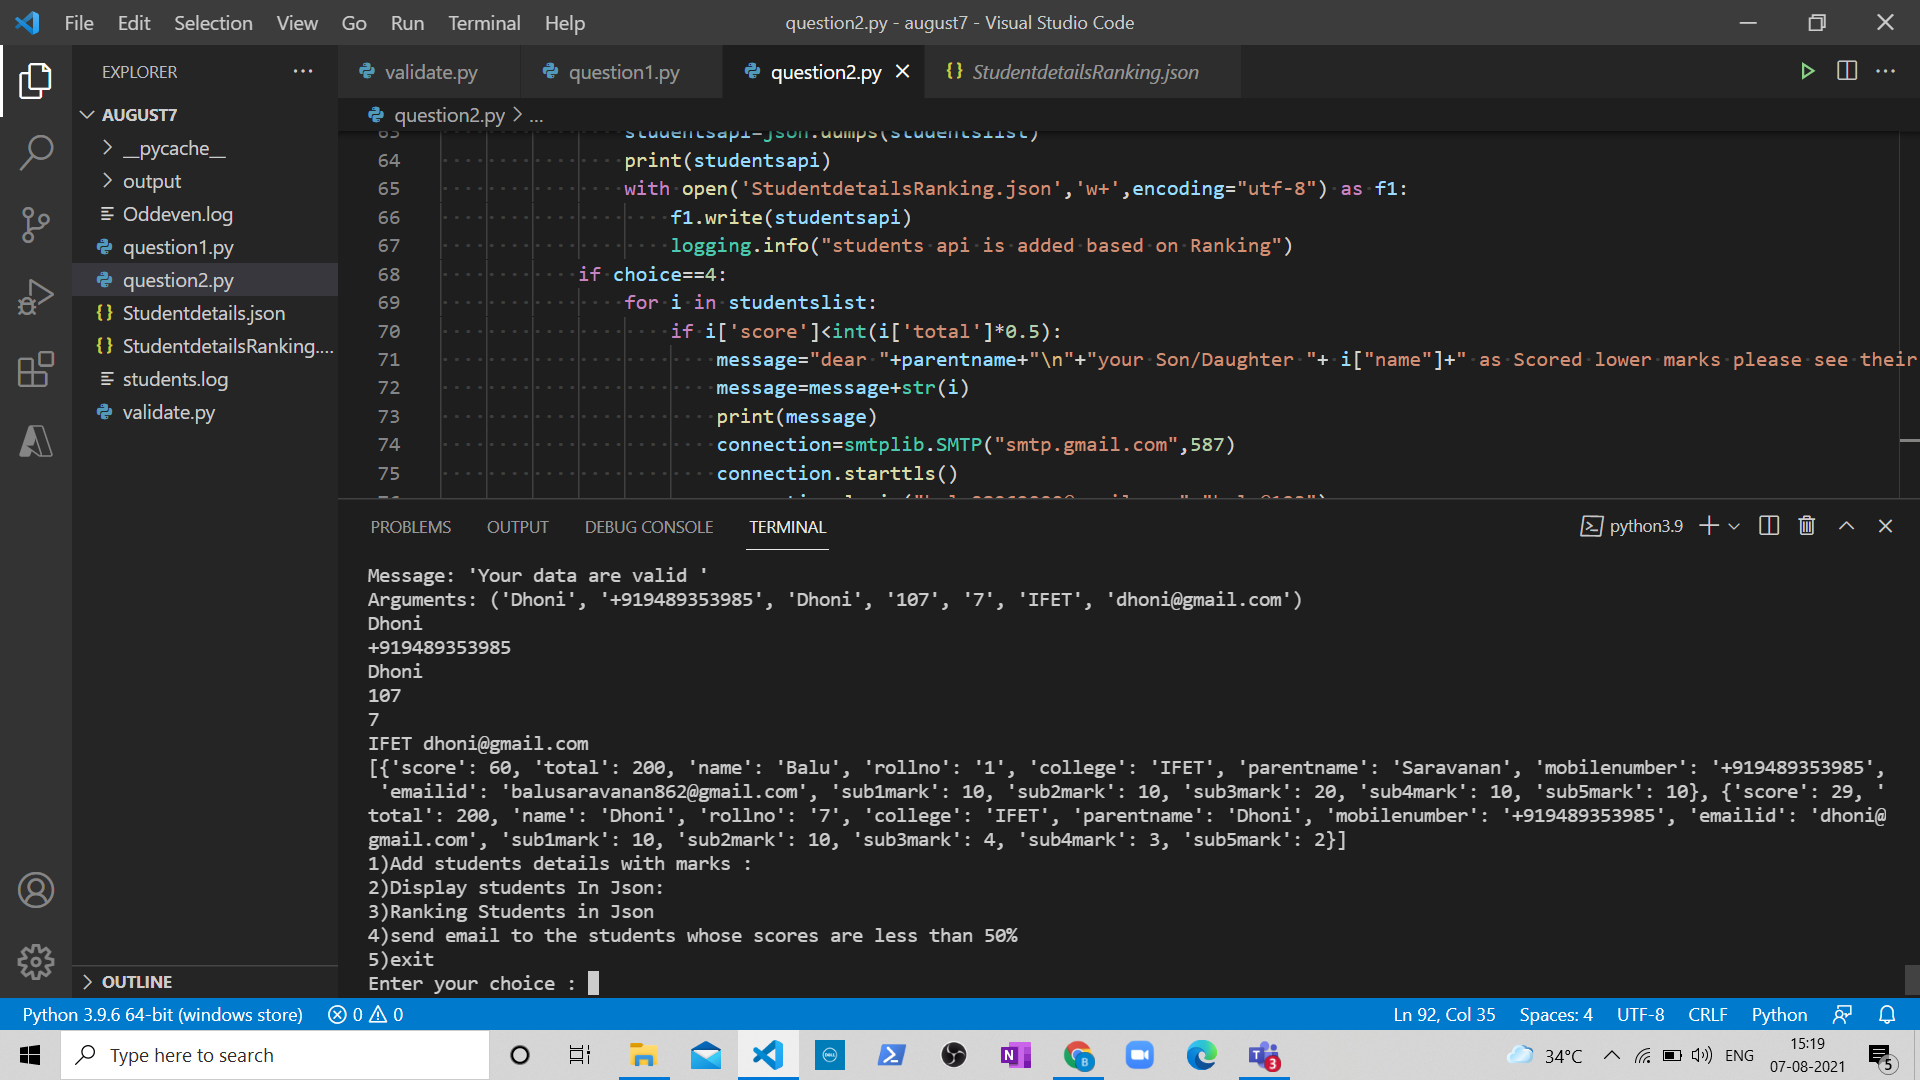 File Edit Selection View Go Run Terminal Help
question2.py - august7 - Visual Studio Code
EXPLORER
validate.py
question1.py
question2.py
StudentdetailsRanking.json
AUGUST7
__pycache__
output
Oddeven.log
question1.py
question2.py
Studentdetails.json
StudentdetailsRanking....
students.log
validate.py
OUTLINE
question2.py > ...
63 studentsapi=json.dumps(studentslist)
64 print(studentsapi)
65 with open('StudentdetailsRanking.json','w+',encoding="utf-8") as f1:
66 f1.write(studentsapi)
67 logging.info("students api is added based on Ranking")
68 if choice==4:
69 for i in studentslist:
70 if i['score']<int(i['total']*0.5):
71 message="dear "+parentname+"\n"+"your Son/Daughter "+ i["name"]+" as Scored lower marks please see their
72 message=message+str(i)
73 print(message)
74 connection=smtplib.SMTP("smtp.gmail.com",587)
75 connection.starttls()
PROBLEMS OUTPUT DEBUG CONSOLE TERMINAL
python3.9
Message: 'Your data are valid '
Arguments: ('Dhoni', '+919489353985', 'Dhoni', '107', '7', 'IFET', 'dhoni@gmail.com')
Dhoni
+919489353985
Dhoni
107
7
IFET dhoni@gmail.com
[{'score': 60, 'total': 200, 'name': 'Balu', 'rollno': '1', 'college': 'IFET', 'parentname': 'Saravanan', 'mobilenumber': '+919489353985',
'emailid': 'balusaravanan862@gmail.com', 'sub1mark': 10, 'sub2mark': 10, 'sub3mark': 20, 'sub4mark': 10, 'sub5mark': 10}, {'score': 29, '
total': 200, 'name': 'Dhoni', 'rollno': '7', 'college': 'IFET', 'parentname': 'Dhoni', 'mobilenumber': '+919489353985', 'emailid': 'dhoni@
gmail.com', 'sub1mark': 10, 'sub2mark': 10, 'sub3mark': 4, 'sub4mark': 3, 'sub5mark': 2}]
1)Add students details with marks :
2)Display students In Json:
3)Ranking Students in Json
4)send email to the students whose scores are less than 50%
5)exit
Enter your choice :
Python 3.9.6 64-bit (windows store) 0 0
Ln 92, Col 35 Spaces: 4 UTF-8 CRLF Python
Type here to search
34°C
ENG
15:19
07-08-2021
5
3